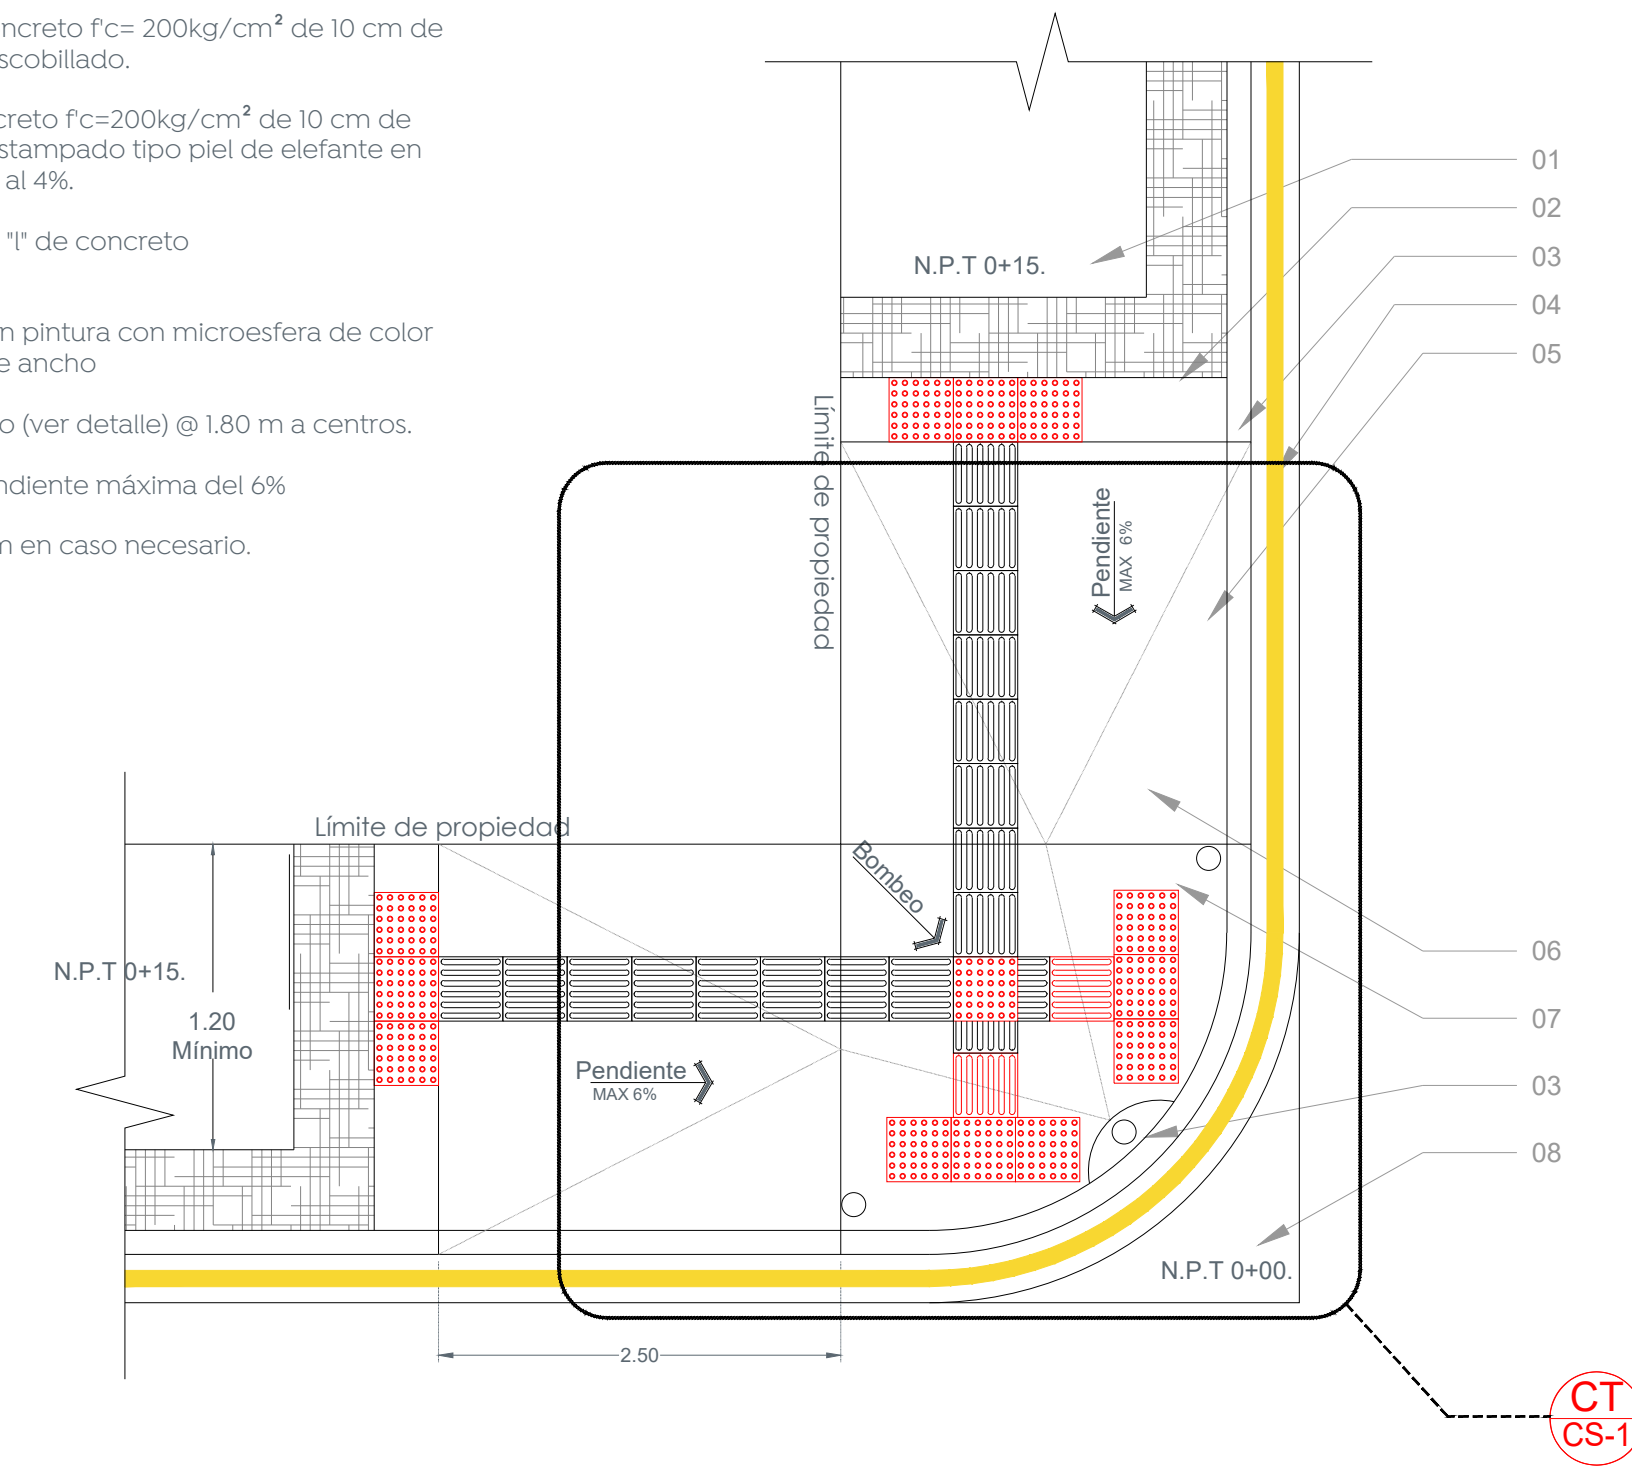 ncreto f'c= 200kg/cm² de 10 cm de
scobillado.
creto f'c=200kg/cm² de 10 cm de
stampado tipo piel de elefante en
al 4%.
"l" de concreto
n pintura con microesfera de color
e ancho
o (ver detalle) @ 1.80 m a centros.
ndiente máxima del 6%
m en caso necesario.
01
02
03
04
05
N.P.T 0+15.
Límite de propiedad
Pendiente
MAX 6%
Límite de propiedad
Bombeo
N.P.T 0+15.
1.20
Mínimo
Pendiente
MAX 6%
06
07
03
08
N.P.T 0+00.
2.50
CT
CS-1